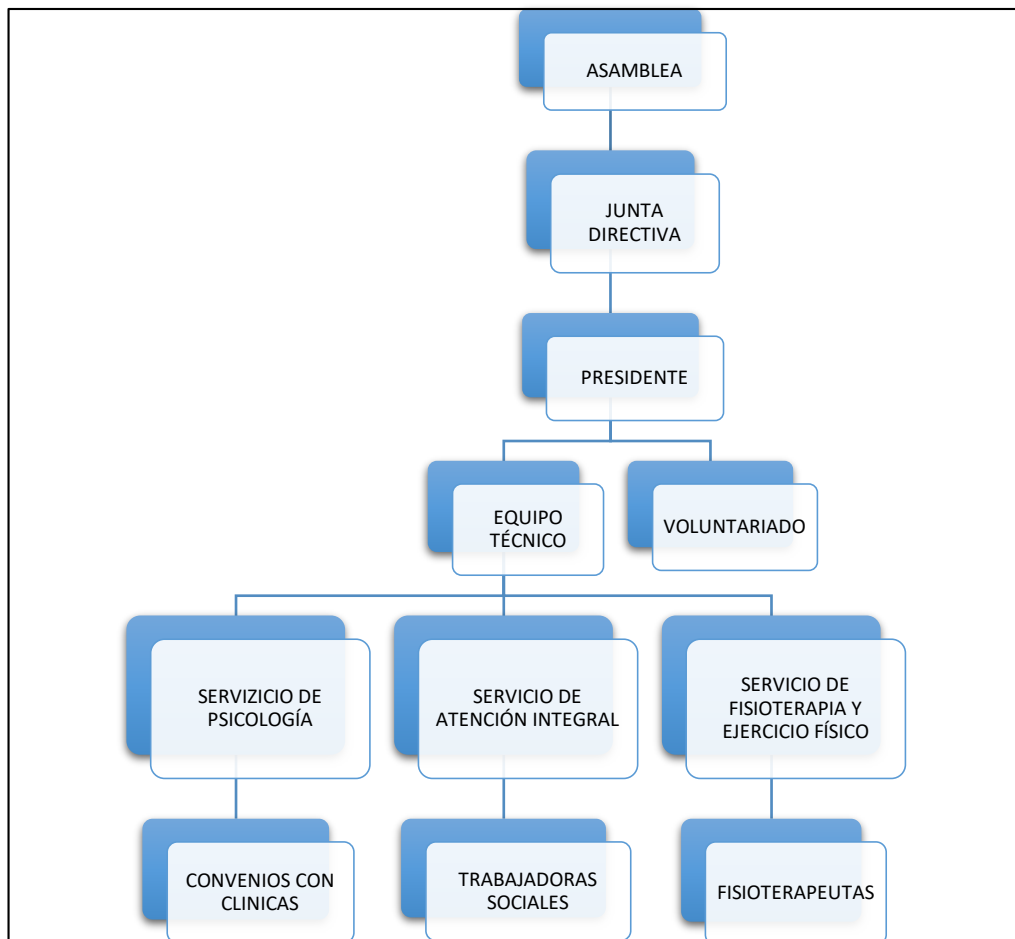 ASAMBLEA
JUNTA
DIRECTIVA
PRESIDENTE
EQUIPO
TÉCNICO
VOLUNTARIADO
SERVIZICIO DE
PSICOLOGÍA
SERVICIO DE
ATENCIÓN INTEGRAL
SERVICIO DE
FISIOTERAPIA Y
EJERCICIO FÍSICO
CONVENIOS CON
CLINICAS
TRABAJADORAS
SOCIALES
FISIOTERAPEUTAS